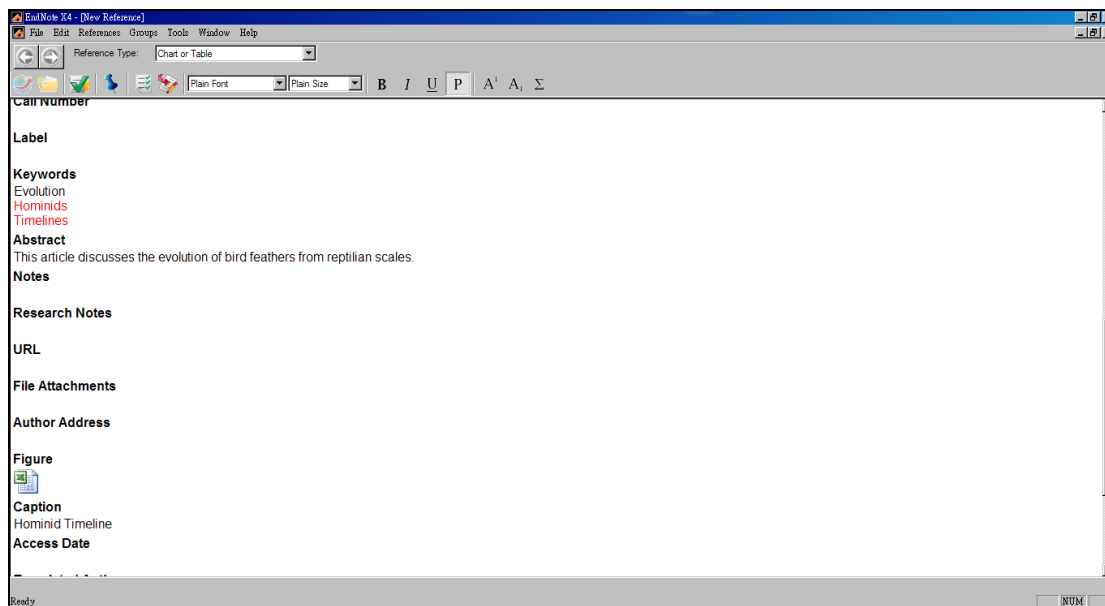 EndNote X4 - [New Reference]
File Edit References Groups Tools Window Help
Reference Type: Chart or Table
Plain Font Plain Size B I U P A¹ A₁ Σ
Call Number
Label
Keywords
Evolution
Hominids
Timelines
Abstract
This article discusses the evolution of bird feathers from reptilian scales.
Notes
Research Notes
URL
File Attachments
Author Address
Figure
Caption
Hominid Timeline
Access Date
Ready NUM